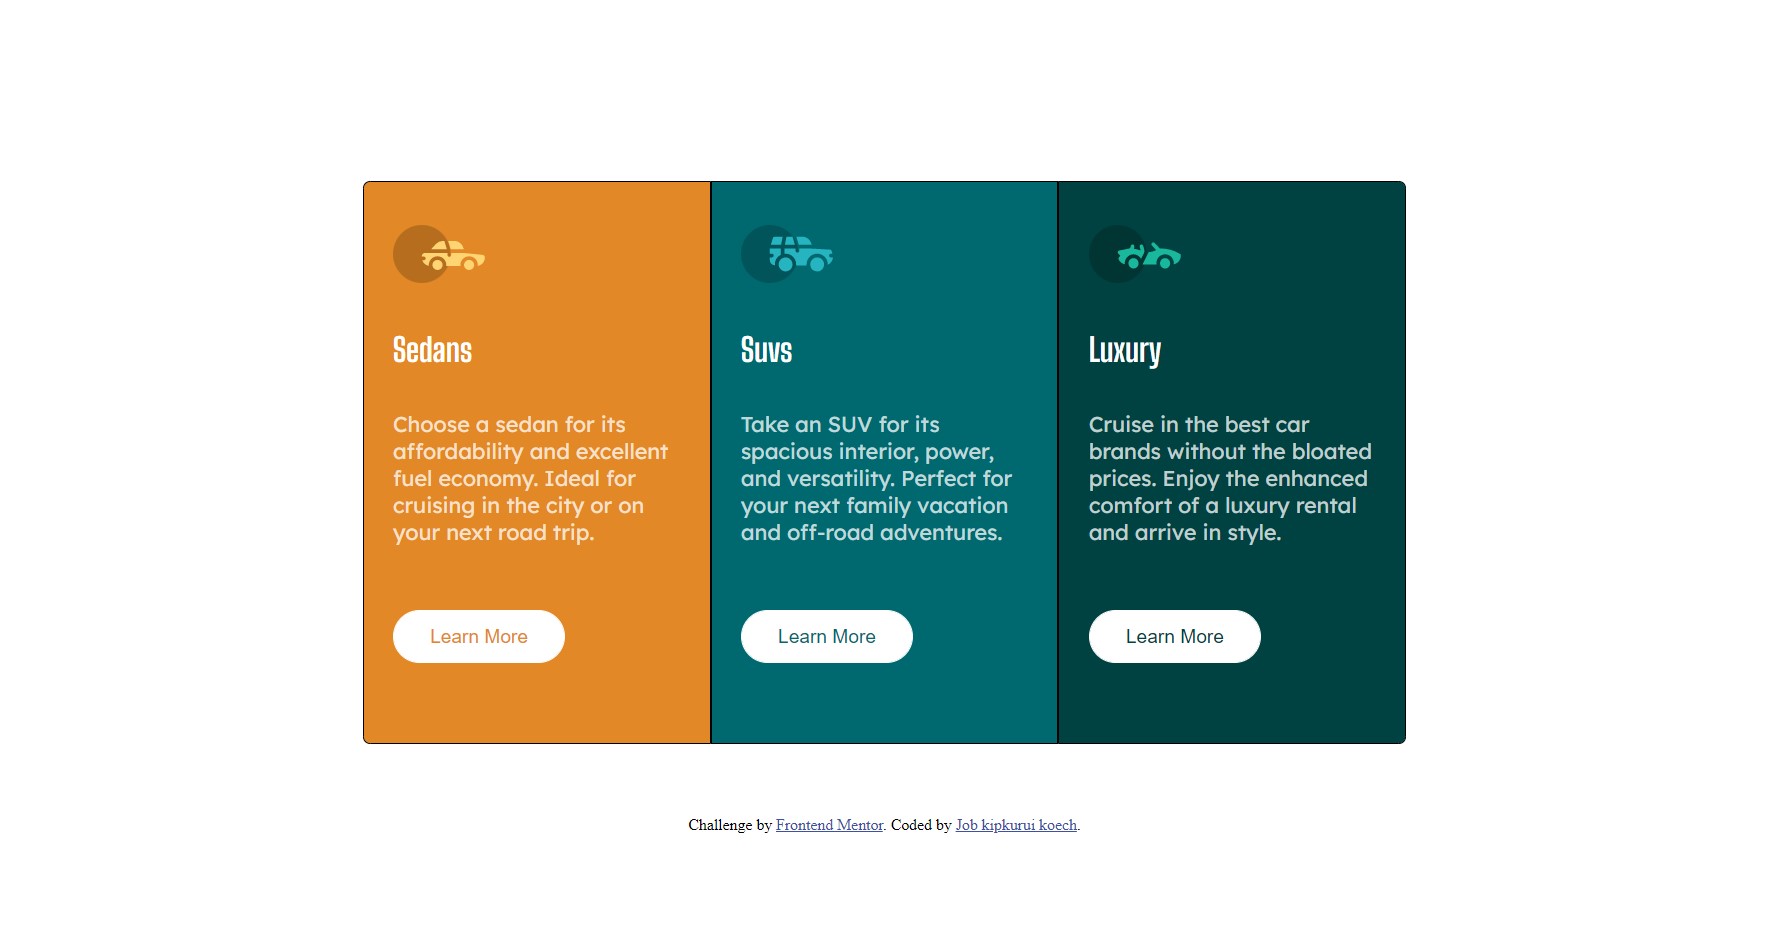 Sedans
Choose a sedan for its
affordability and excellent
fuel economy. Ideal for
cruising in the city or on
your next road trip.
Learn More
Suvs
Take an SUV for its
spacious interior, power,
and versatility. Perfect for
your next family vacation
and off-road adventures.
Learn More
Luxury
Cruise in the best car
brands without the bloated
prices. Enjoy the enhanced
comfort of a luxury rental
and arrive in style.
Learn More
Challenge by Frontend Mentor. Coded by Job kipkurui koech.